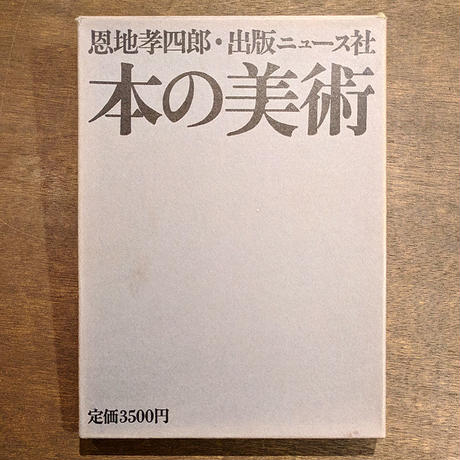 恩地孝四郎・出版ニュース社
本の美術
定価3500円